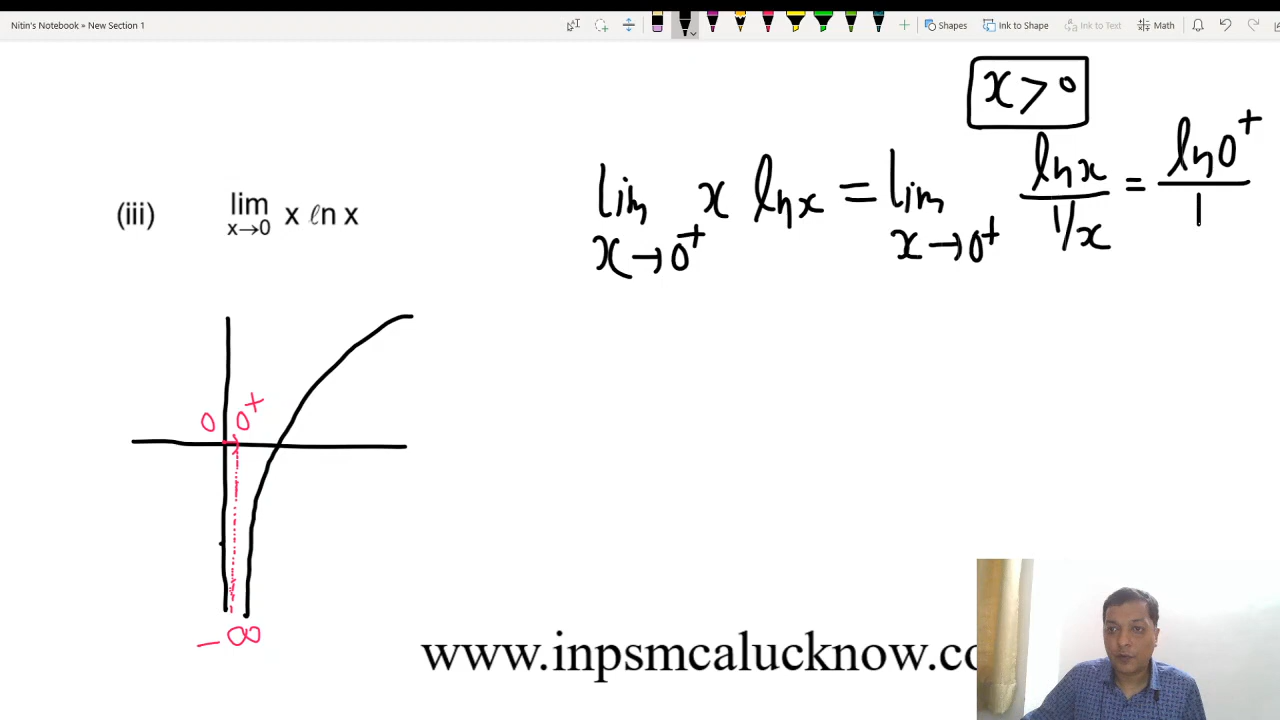 Nitin's Notebook » New Section 1
Shapes Ink to Shape Ink to Text Math
x > 0
(iii) lim x→0 x ℓn x
lim x→0⁺ x ln x = lim x→0⁺ ln x / 1/x = ln 0⁺ / 1
0 0⁺
-∞
www.inpsmcalucknow.co